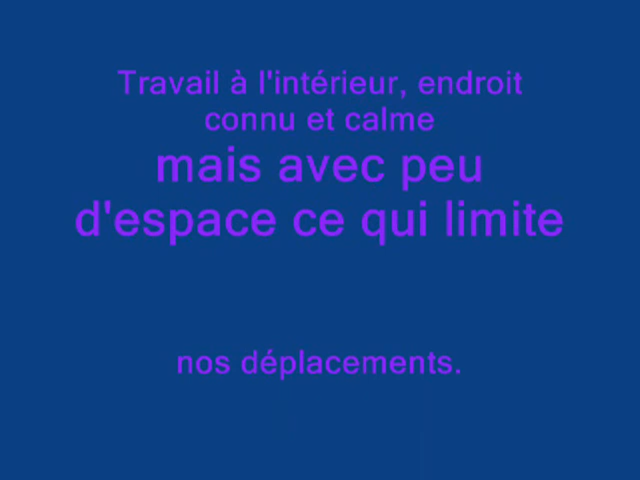 Travail à l'intérieur, endroit
connu et calme
mais avec peu
d'espace ce qui limite
nos déplacements.